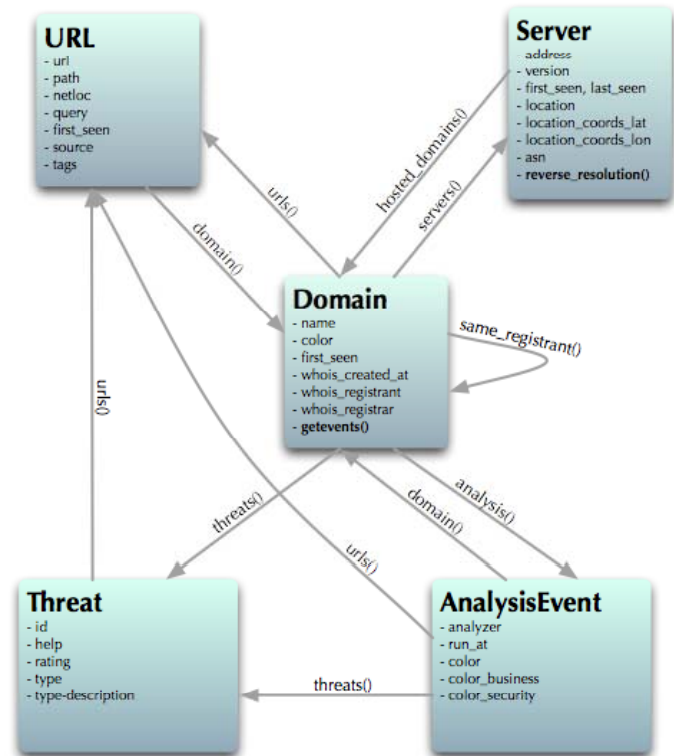 URL
- url
- path
- netloc
- query
- first_seen
- source
- tags
Server
- address
- version
- first_seen, last_seen
- location
- location_coords_lat
- location_coords_lon
- asn
- reverse_resolution()
urls()
domain()
hosted_domains()
servers()
Domain
- name
- color
- first_seen
- whois_created_at
- whois_registrant
- whois_registrar
- getevents()
same_registrant()
urls()
threats()
urls()
domain()
analysis()
Threat
- id
- help
- rating
- type
- type-description
threats()
AnalysisEvent
- analyzer
- run_at
- color
- color_business
- color_security